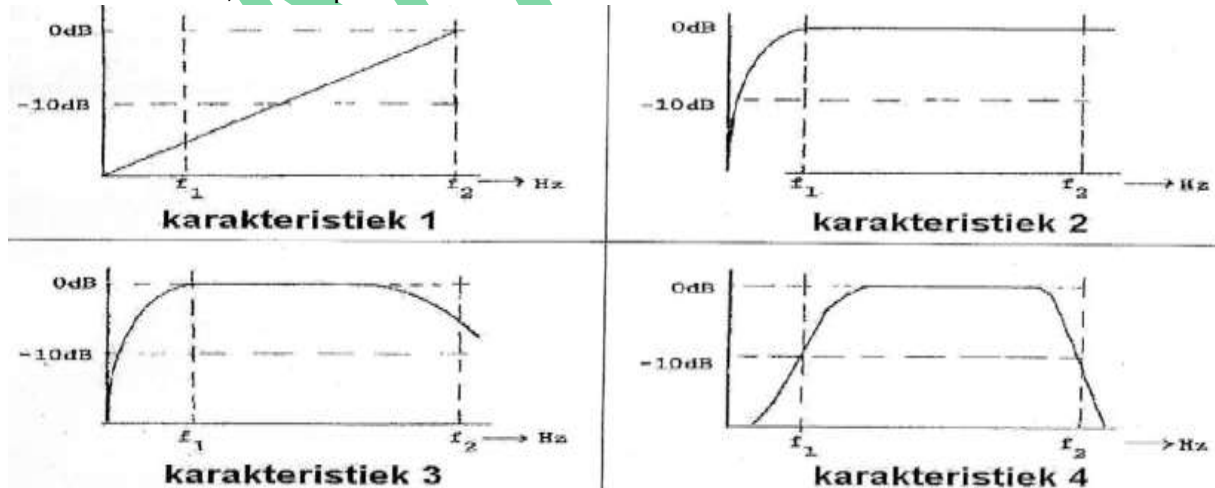 0dB
-10dB
f1
f2
Hz
karakteristiek 1
0dB
-10dB
f1
f2
Hz
karakteristiek 2
0dB
-10dB
f1
f2
Hz
karakteristiek 3
0dB
-10dB
f1
f2
Hz
karakteristiek 4